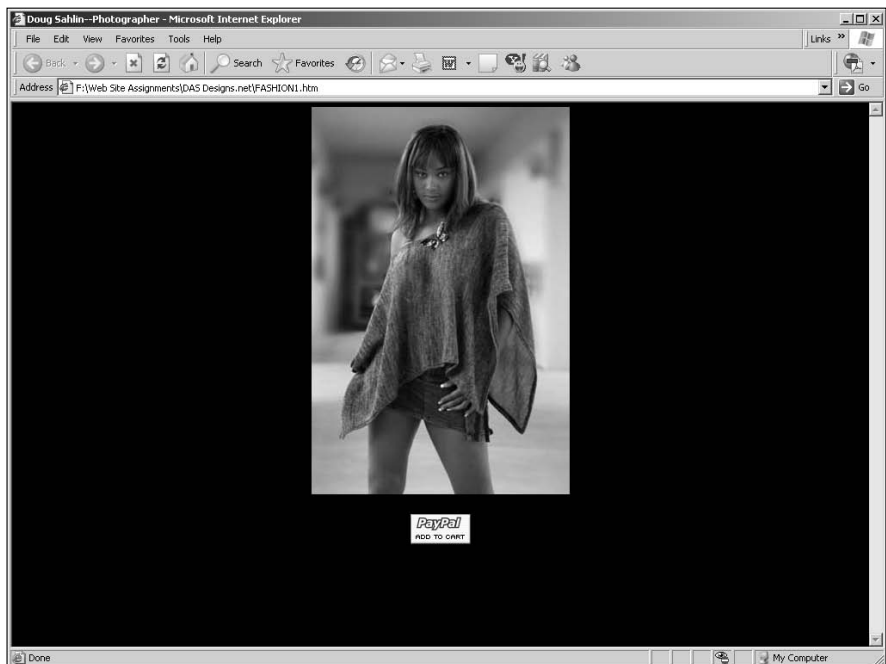 Doug Sahlin--Photographer - Microsoft Internet Explorer
File Edit View Favorites Tools Help
Links »
Back Search Favorites
Address F:\Web Site Assignments\DAS Designs.net\FASHION1.htm Go
PayPal
ADD TO CART
Done My Computer